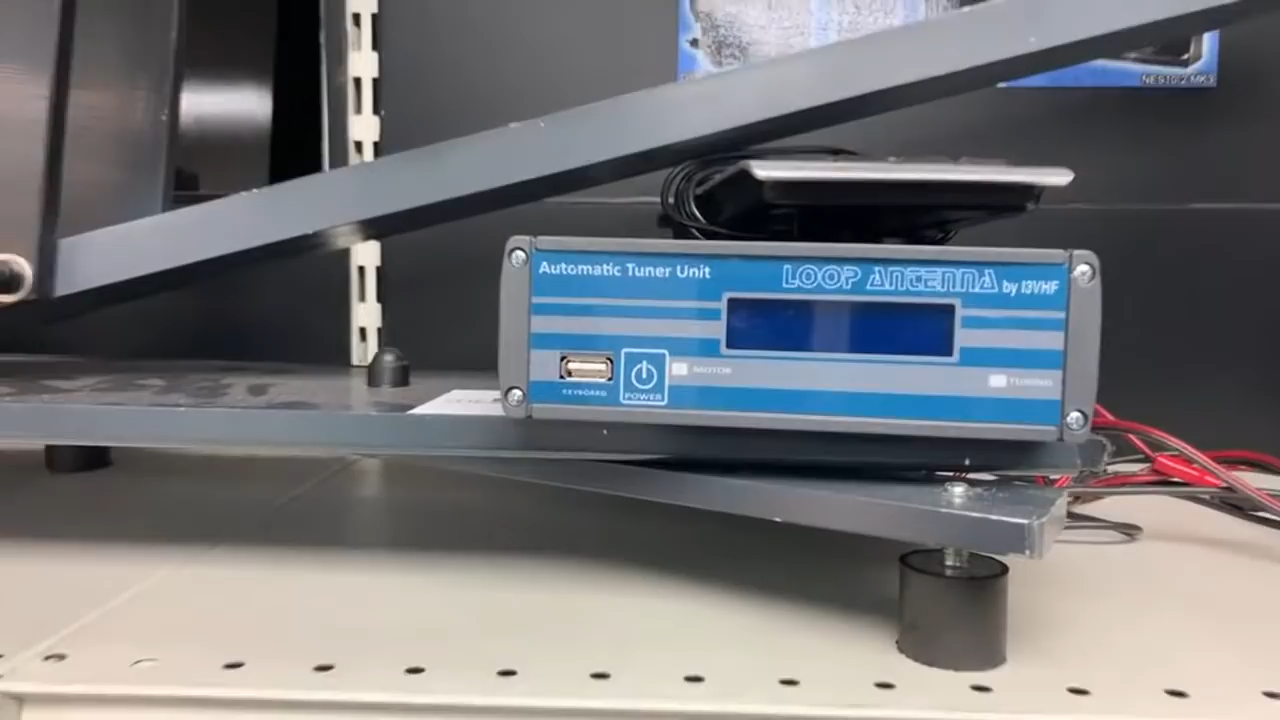 NES10-2 MK3
Automatic Tuner Unit
LOOP ANTENNA by I3VHF
KEYBOARD
POWER
MOTOR
TUNING